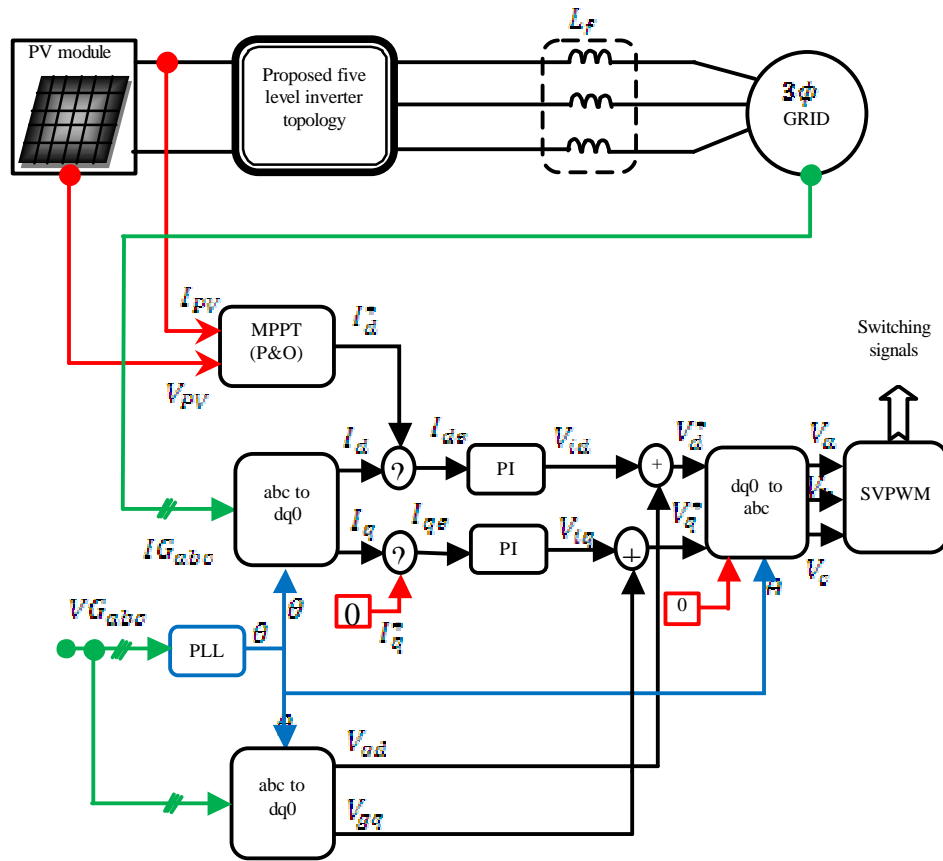 PV module
Proposed five
level inverter
topology
L_f
3Φ
GRID
I_PV
V_PV
MPPT
(P&O)
I_d^*
Switching
signals
abc to
dq0
I_d
?
I_de
PI
V_id
+
V_d^*
dq0 to
abc
V_a
SVPWM
IG_abc
I_q
?
I_qe
PI
V_iq
+
V_q^*
V_c
0
I_q^*
0
θ
VG_abc
PLL
θ
abc to
dq0
V_gq